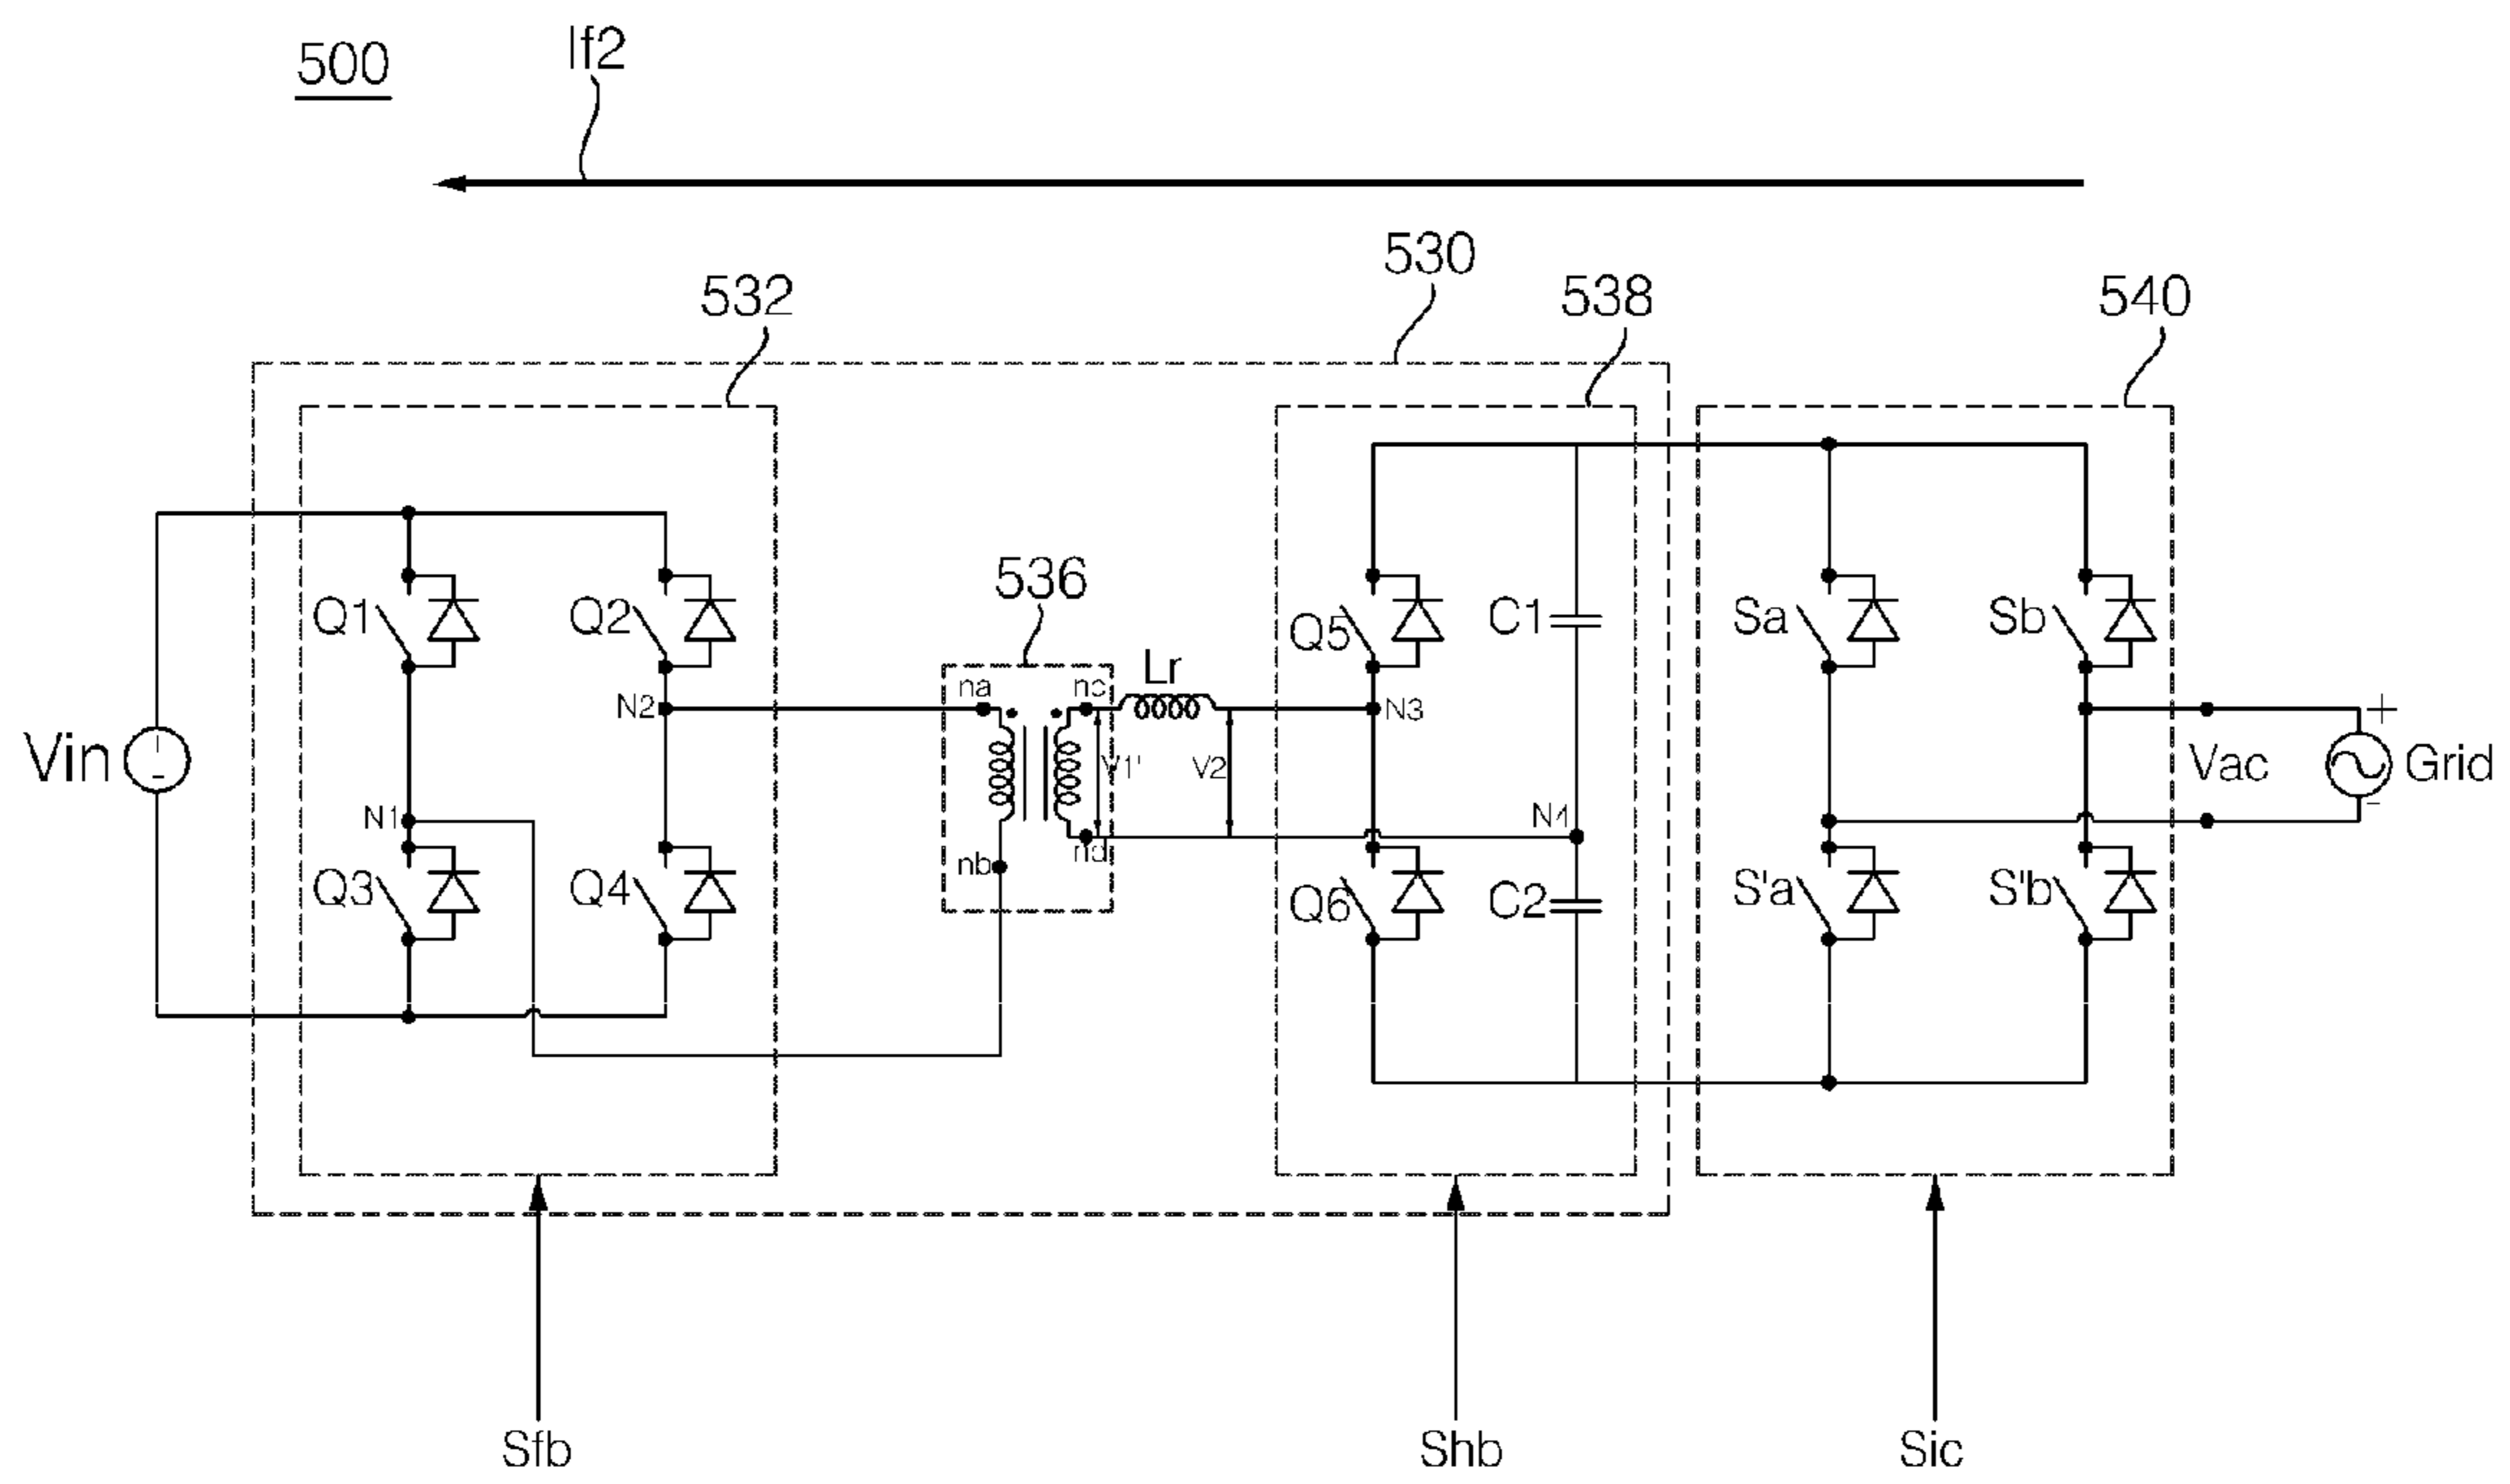 500
If2
530
532
538
540
536
Q1
Q2
Q5
C1
Sa
Sb
Lr
na
nc
N2
N3
+
Vin
V1'
V2
Vac
Grid
-
N1
N4
nb
nd
Q3
Q4
Q6
C2
S'a
S'b
Sfb
Shb
Sic